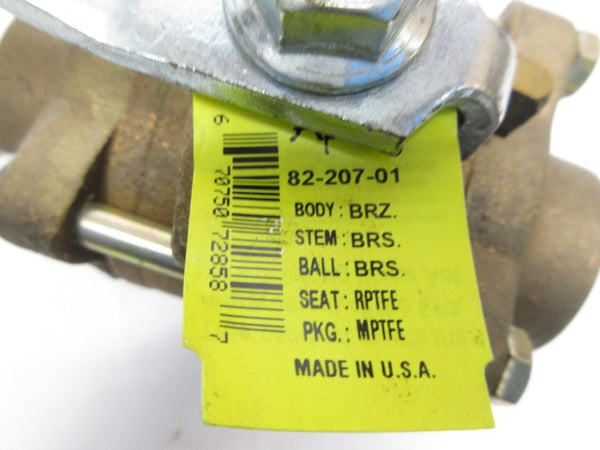 82-207-01
BODY: BRZ.
STEM: BRS.
BALL: BRS.
SEAT: RPTFE
PKG.: MPTFE
MADE IN U.S.A.
6 70750 72858 7